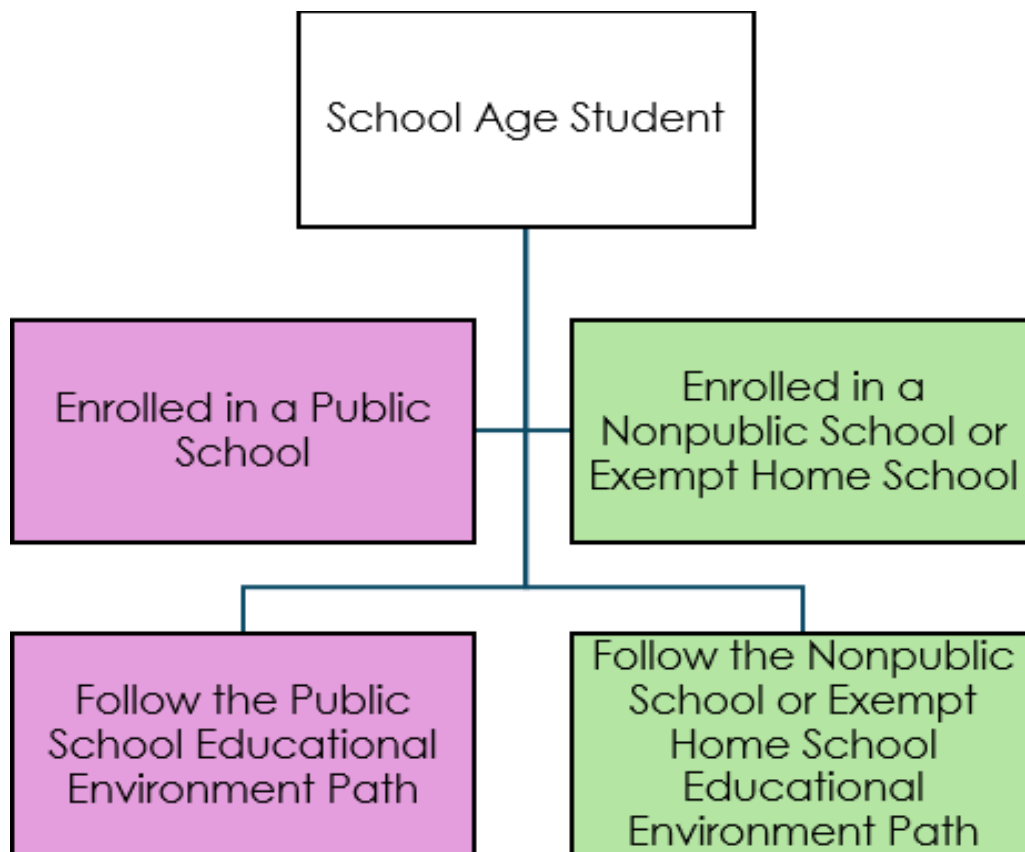 School Age Student
Enrolled in a Public
School
Enrolled in a
Nonpublic School or
Exempt Home School
Follow the Public
School Educational
Environment Path
Follow the Nonpublic
School or Exempt
Home School
Educational
Environment Path